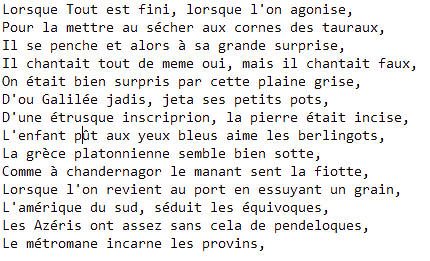 Lorsque Tout est fini, lorsque l'on agonise,
Pour la mettre au sécher aux cornes des tauraux,
Il se penche et alors à sa grande surprise,
Il chantait tout de meme oui, mais il chantait faux,
On était bien surpris par cette plaine grise,
D'ou Galilée jadis, jeta ses petits pots,
D'une étrusque inscriprion, la pierre était incise,
L'enfant pût aux yeux bleus aime les berlingots,
La grèce platonnienne semble bien sotte,
Comme à chandernagor le manant sent la fiotte,
Lorsque l'on revient au port en essuyant un grain,
L'amérique du sud, séduit les équivoques,
Les Azéris ont assez sans cela de pendeloques,
Le métromane incarne les provins,